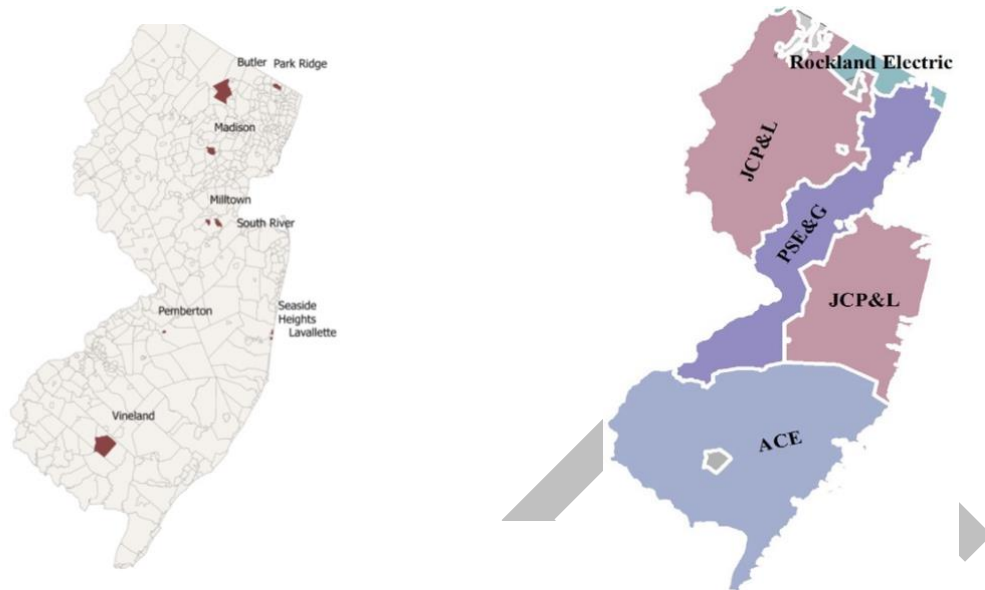 Butler
Park Ridge
Madison
Milltown
South River
Pemberton
Seaside
Heights
Lavallette
Vineland
Rockland Electric
JCP&L
PSE&G
JCP&L
ACE